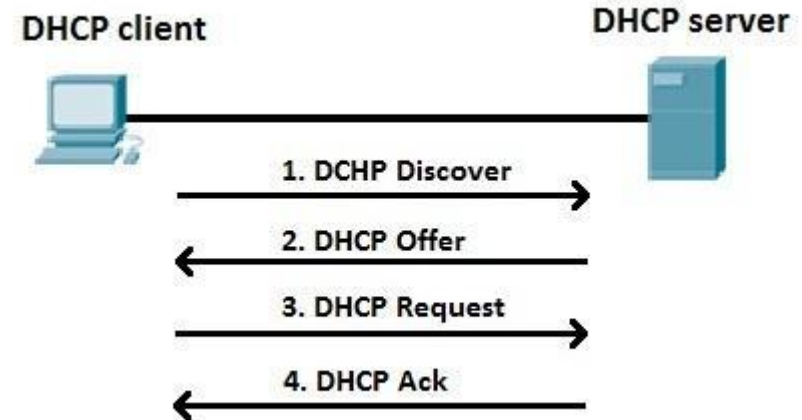 DHCP client
DHCP server
1. DCHP Discover
2. DHCP Offer
3. DHCP Request
4. DHCP Ack